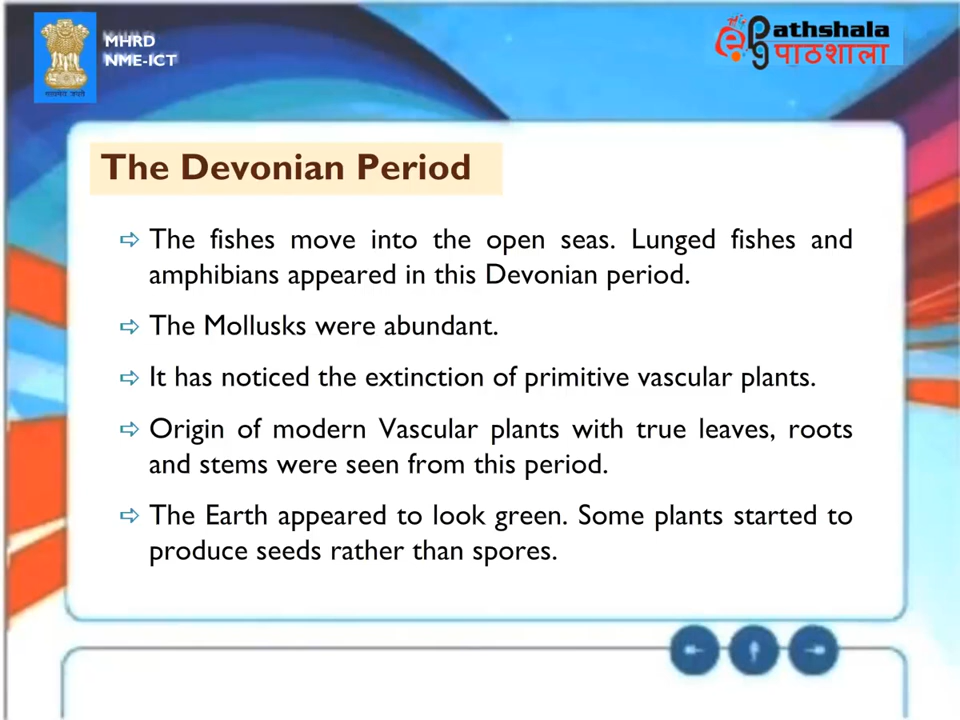 MHRD
NME-ICT
epg athshala
पाठशाला
The Devonian Period
⇨ The fishes move into the open seas. Lunged fishes and
amphibians appeared in this Devonian period.
⇨ The Mollusks were abundant.
⇨ It has noticed the extinction of primitive vascular plants.
⇨ Origin of modern Vascular plants with true leaves, roots
and stems were seen from this period.
⇨ The Earth appeared to look green. Some plants started to
produce seeds rather than spores.